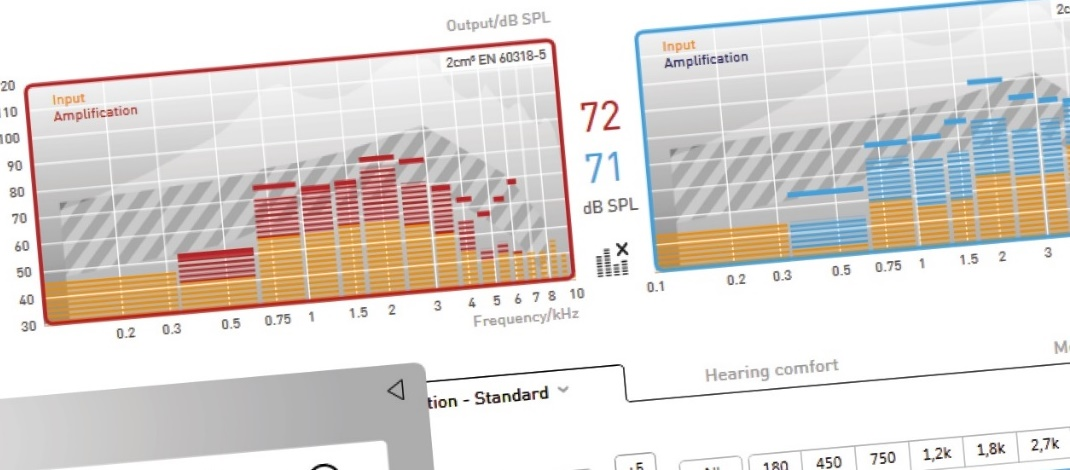 Output/dB SPL
2cm³ EN 60318-5
Input
Amplification
110
100
90
80
70
60
50
40
30
0.2 0.3 0.5 0.75 1 1.5 2 3 4 5 6 7 8 10
Frequency/kHz
72
71
dB SPL
Input
Amplification
0.1 0.2 0.3 0.5 0.75 1 1.5 2 3
tion - Standard
Hearing comfort
180 450 750 1,2k 1,8k 2,7k